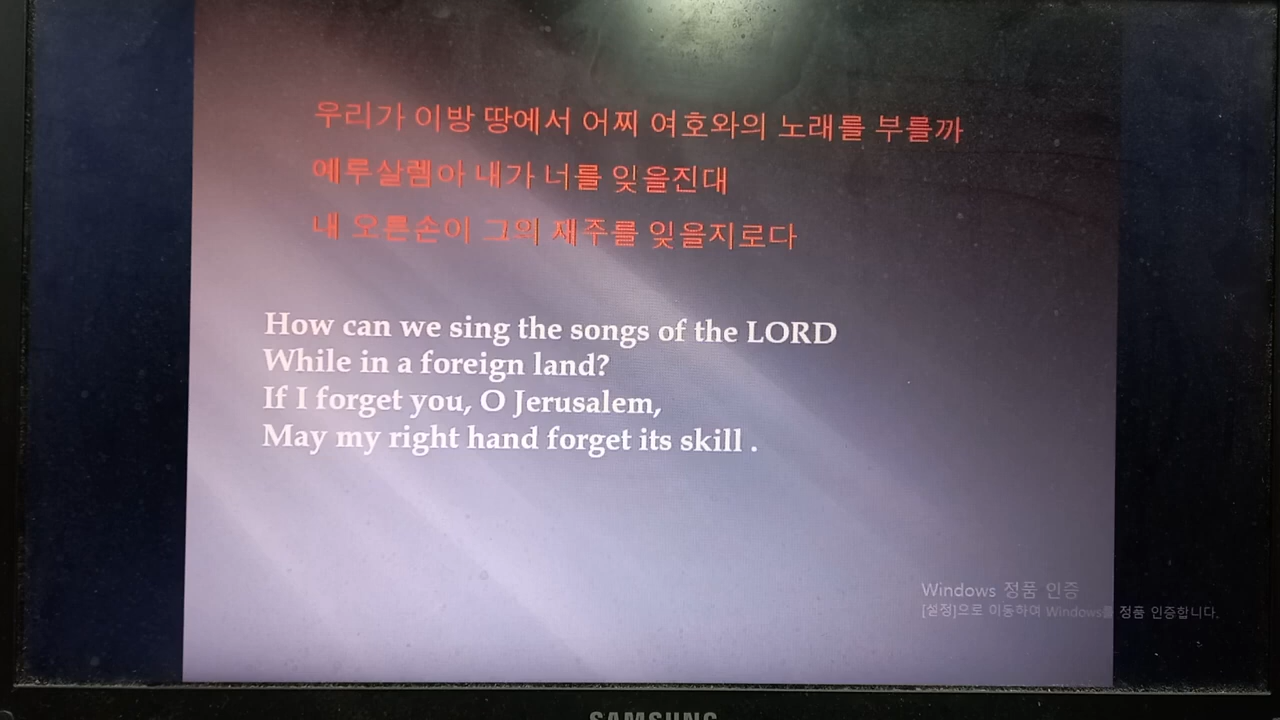 우리가 이방 땅에서 어찌 여호와의 노래를 부를까
예루살렘아 내가 너를 잊을진대
내 오른손이 그의 재주를 잊을지로다
How can we sing the songs of the LORD
While in a foreign land?
If I forget you, O Jerusalem,
May my right hand forget its skill .
Windows 정품 인증
[설정]으로 이동하여 Windows를 정품 인증합니다.
SAMSUNG